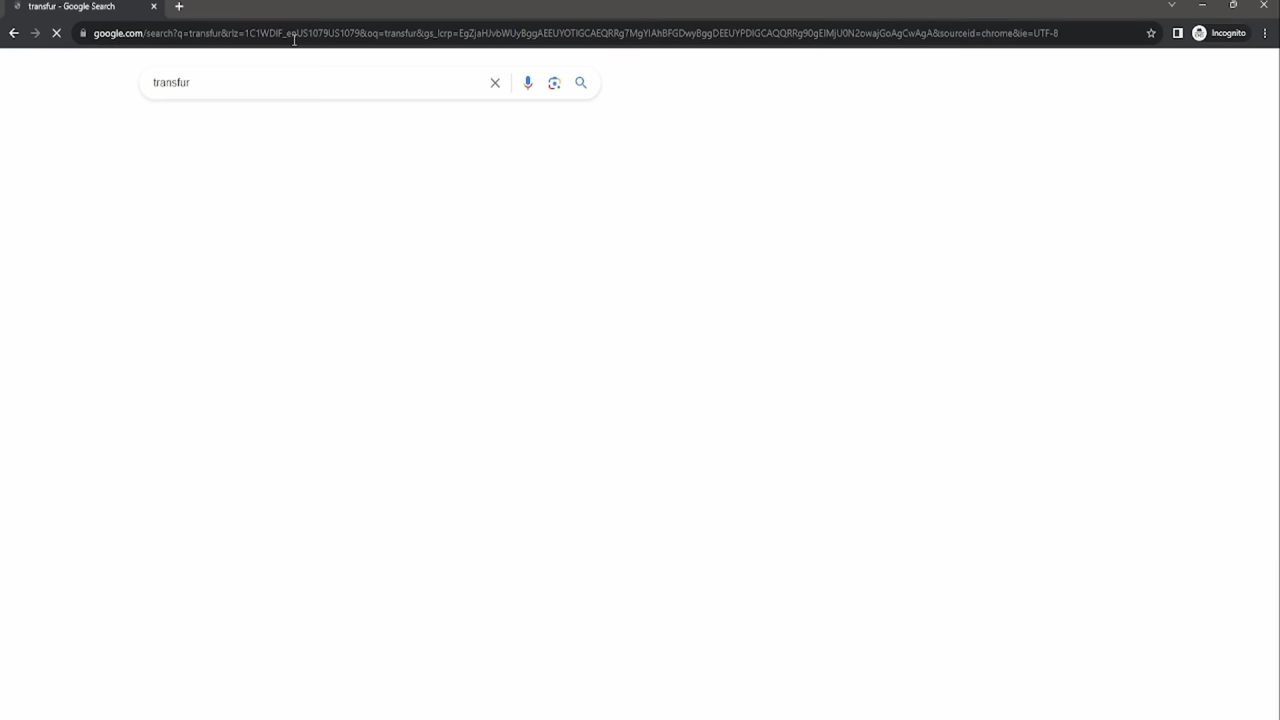 transfur - Google Search
google.com/search?q=transfur&rlz=1C1WDIF_enUS1079US1079&oq=transfur&gs_lcrp=EgZjaHJvbWUyBggAEEUYOTIGCAEQRRg7MgYIAhBFGDwyBggDEEUYPDIGCAQQRRg90gEIMjU0N2owajGoAgCwAgA&sourceid=chrome&ie=UTF-8
Incognito
transfur